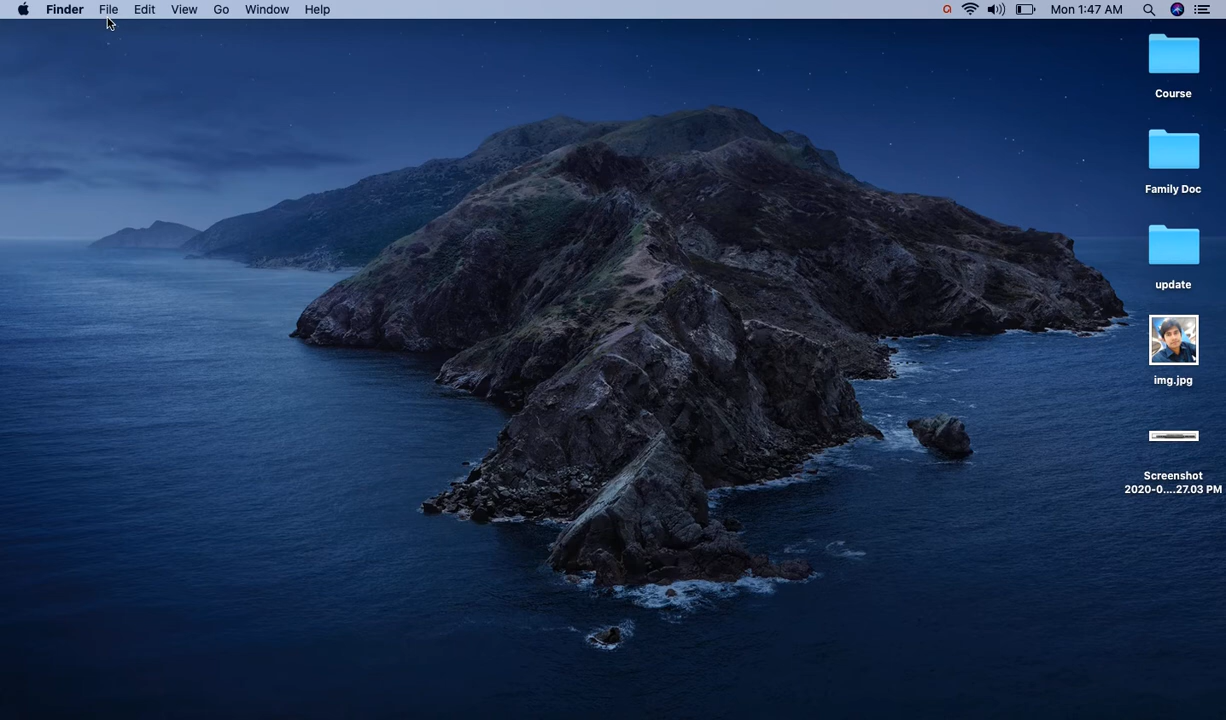 Finder File Edit View Go Window Help Mon 1:47 AM
Course
Family Doc
update
img.jpg
Screenshot
2020-0....27.03 PM